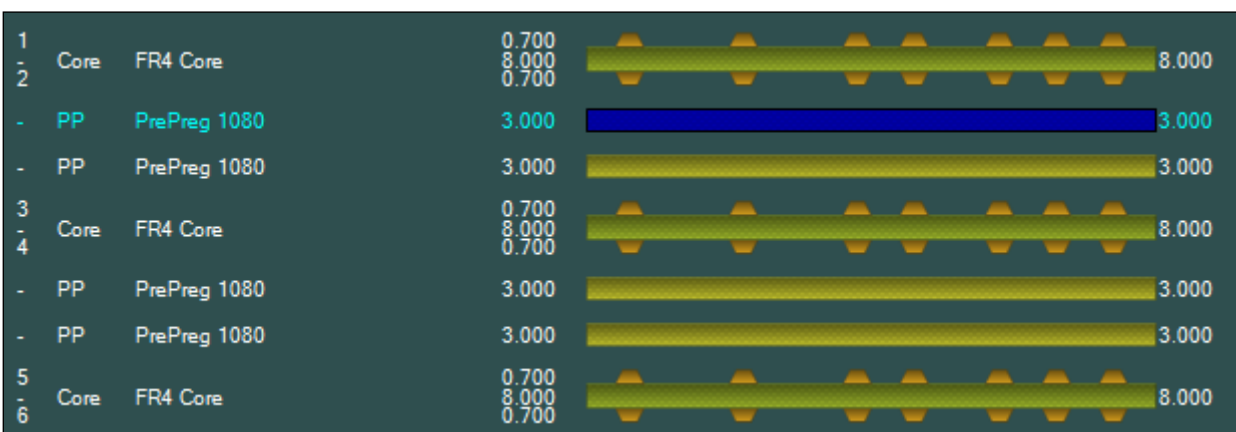 1 0.700
- Core FR4 Core 8.000 8.000
2 0.700
- PP PrePreg 1080 3.000 3.000
- PP PrePreg 1080 3.000 3.000
3 0.700
- Core FR4 Core 8.000 8.000
4 0.700
- PP PrePreg 1080 3.000 3.000
- PP PrePreg 1080 3.000 3.000
5 0.700
- Core FR4 Core 8.000 8.000
6 0.700